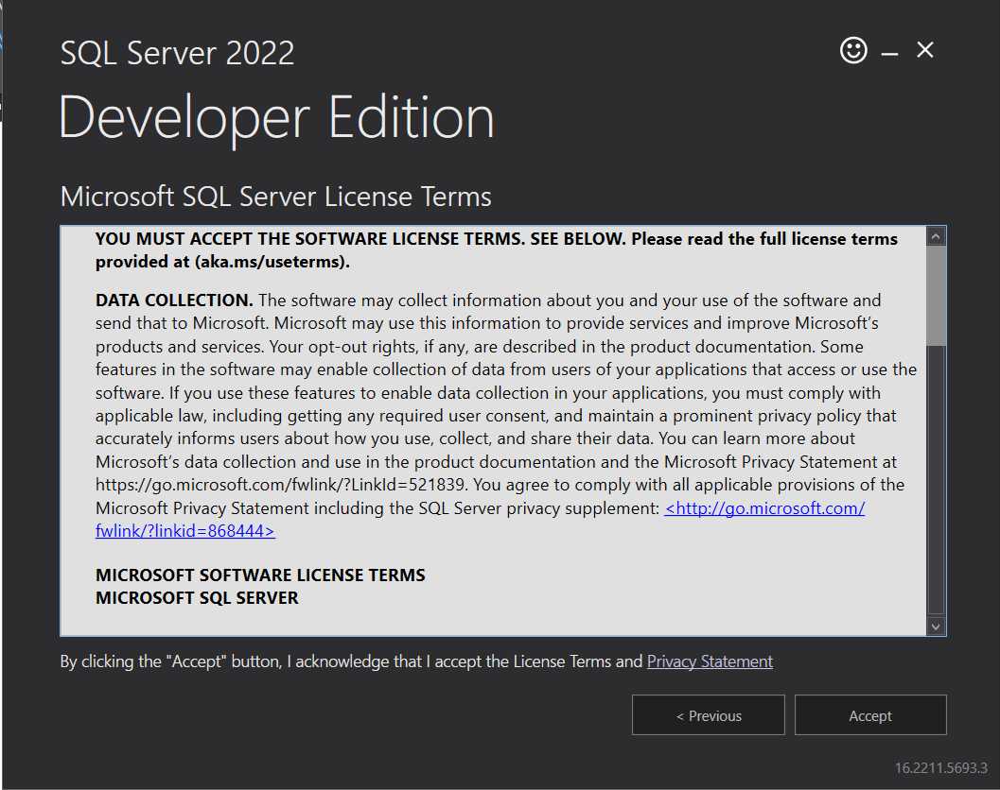 SQL Server 2022
Developer Edition
Microsoft SQL Server License Terms
YOU MUST ACCEPT THE SOFTWARE LICENSE TERMS. SEE BELOW. Please read the full license terms
provided at (aka.ms/useterms).
DATA COLLECTION. The software may collect information about you and your use of the software and
send that to Microsoft. Microsoft may use this information to provide services and improve Microsoft's
products and services. Your opt-out rights, if any, are described in the product documentation. Some
features in the software may enable collection of data from users of your applications that access or use the
software. If you use these features to enable data collection in your applications, you must comply with
applicable law, including getting any required user consent, and maintain a prominent privacy policy that
accurately informs users about how you use, collect, and share their data. You can learn more about
Microsoft's data collection and use in the product documentation and the Microsoft Privacy Statement at
https://go.microsoft.com/fwlink/?LinkId=521839. You agree to comply with all applicable provisions of the
Microsoft Privacy Statement including the SQL Server privacy supplement: <http://go.microsoft.com/
fwlink/?linkid=868444>
MICROSOFT SOFTWARE LICENSE TERMS
MICROSOFT SQL SERVER
By clicking the "Accept" button, I acknowledge that I accept the License Terms and Privacy Statement
< Previous
Accept
16.2211.5693.3